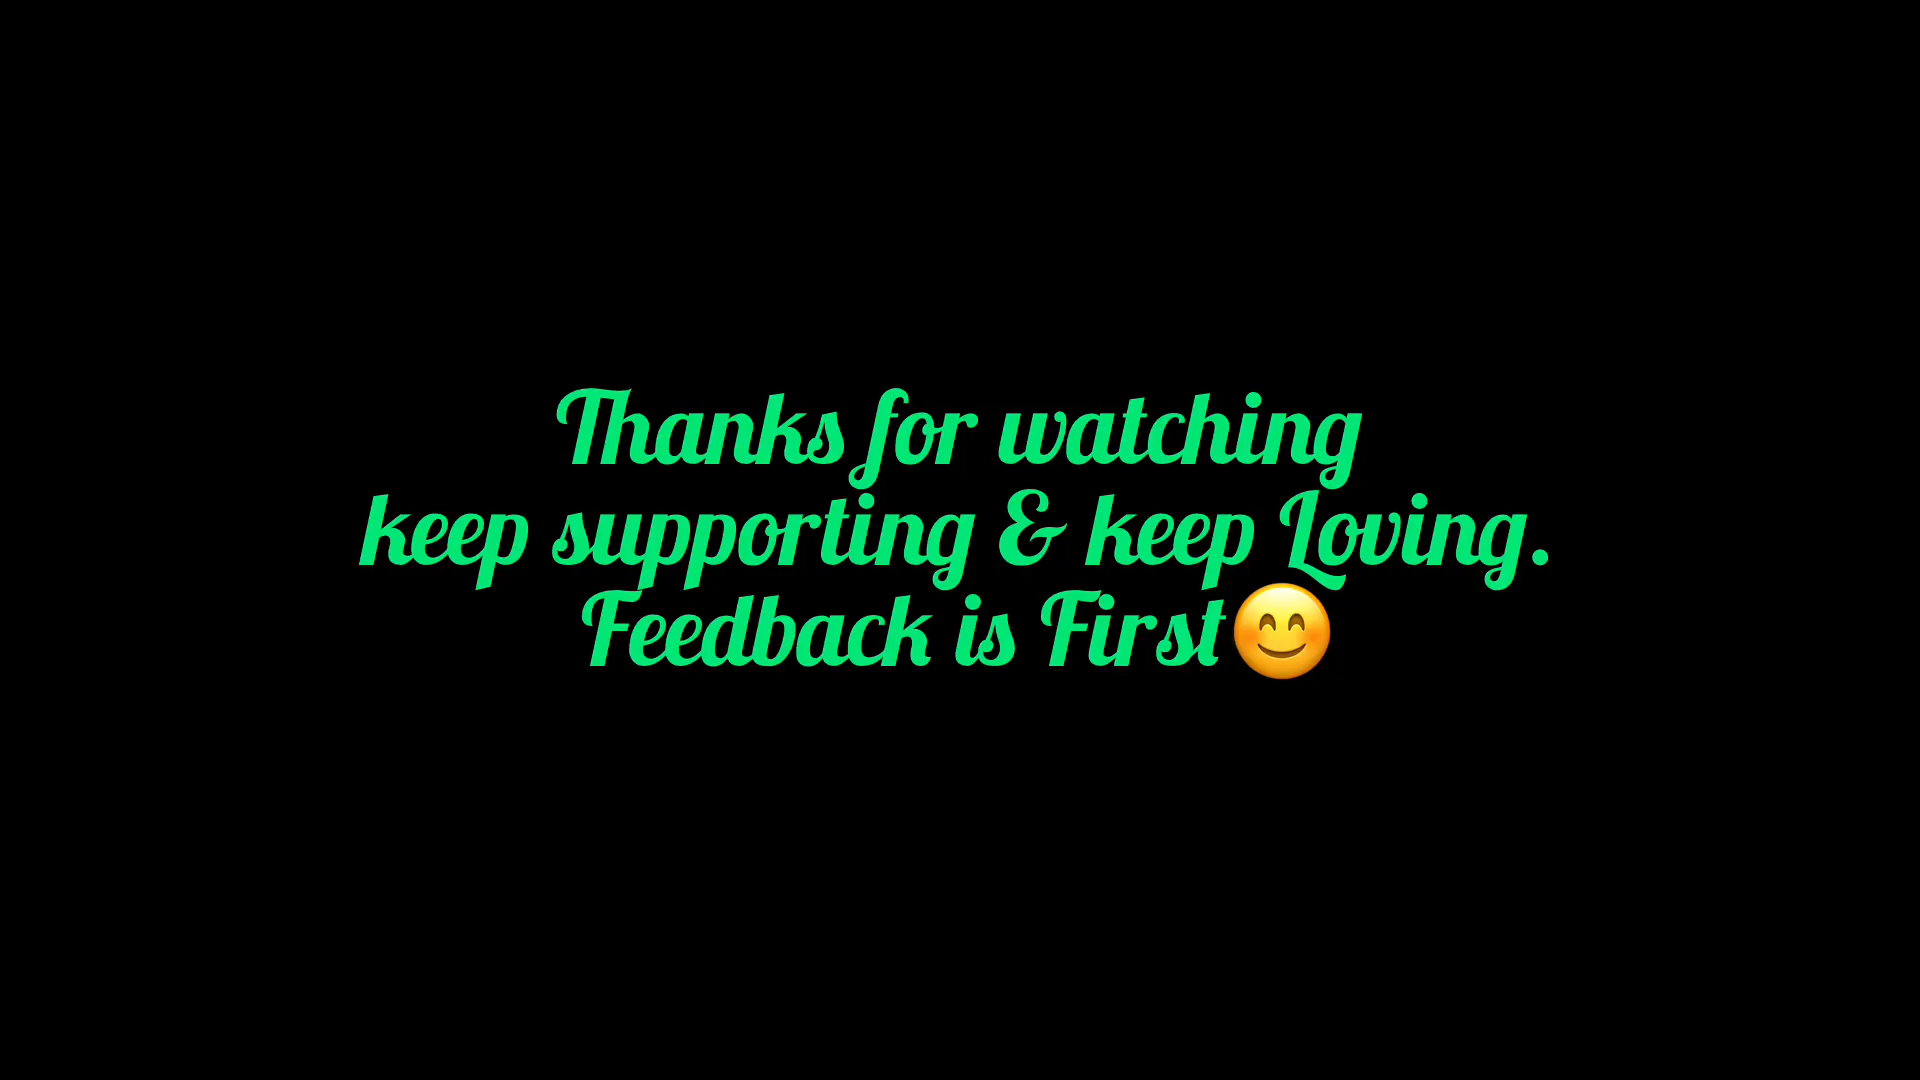 Thanks for watching
keep supporting & keep Loving.
Feedback is First😊